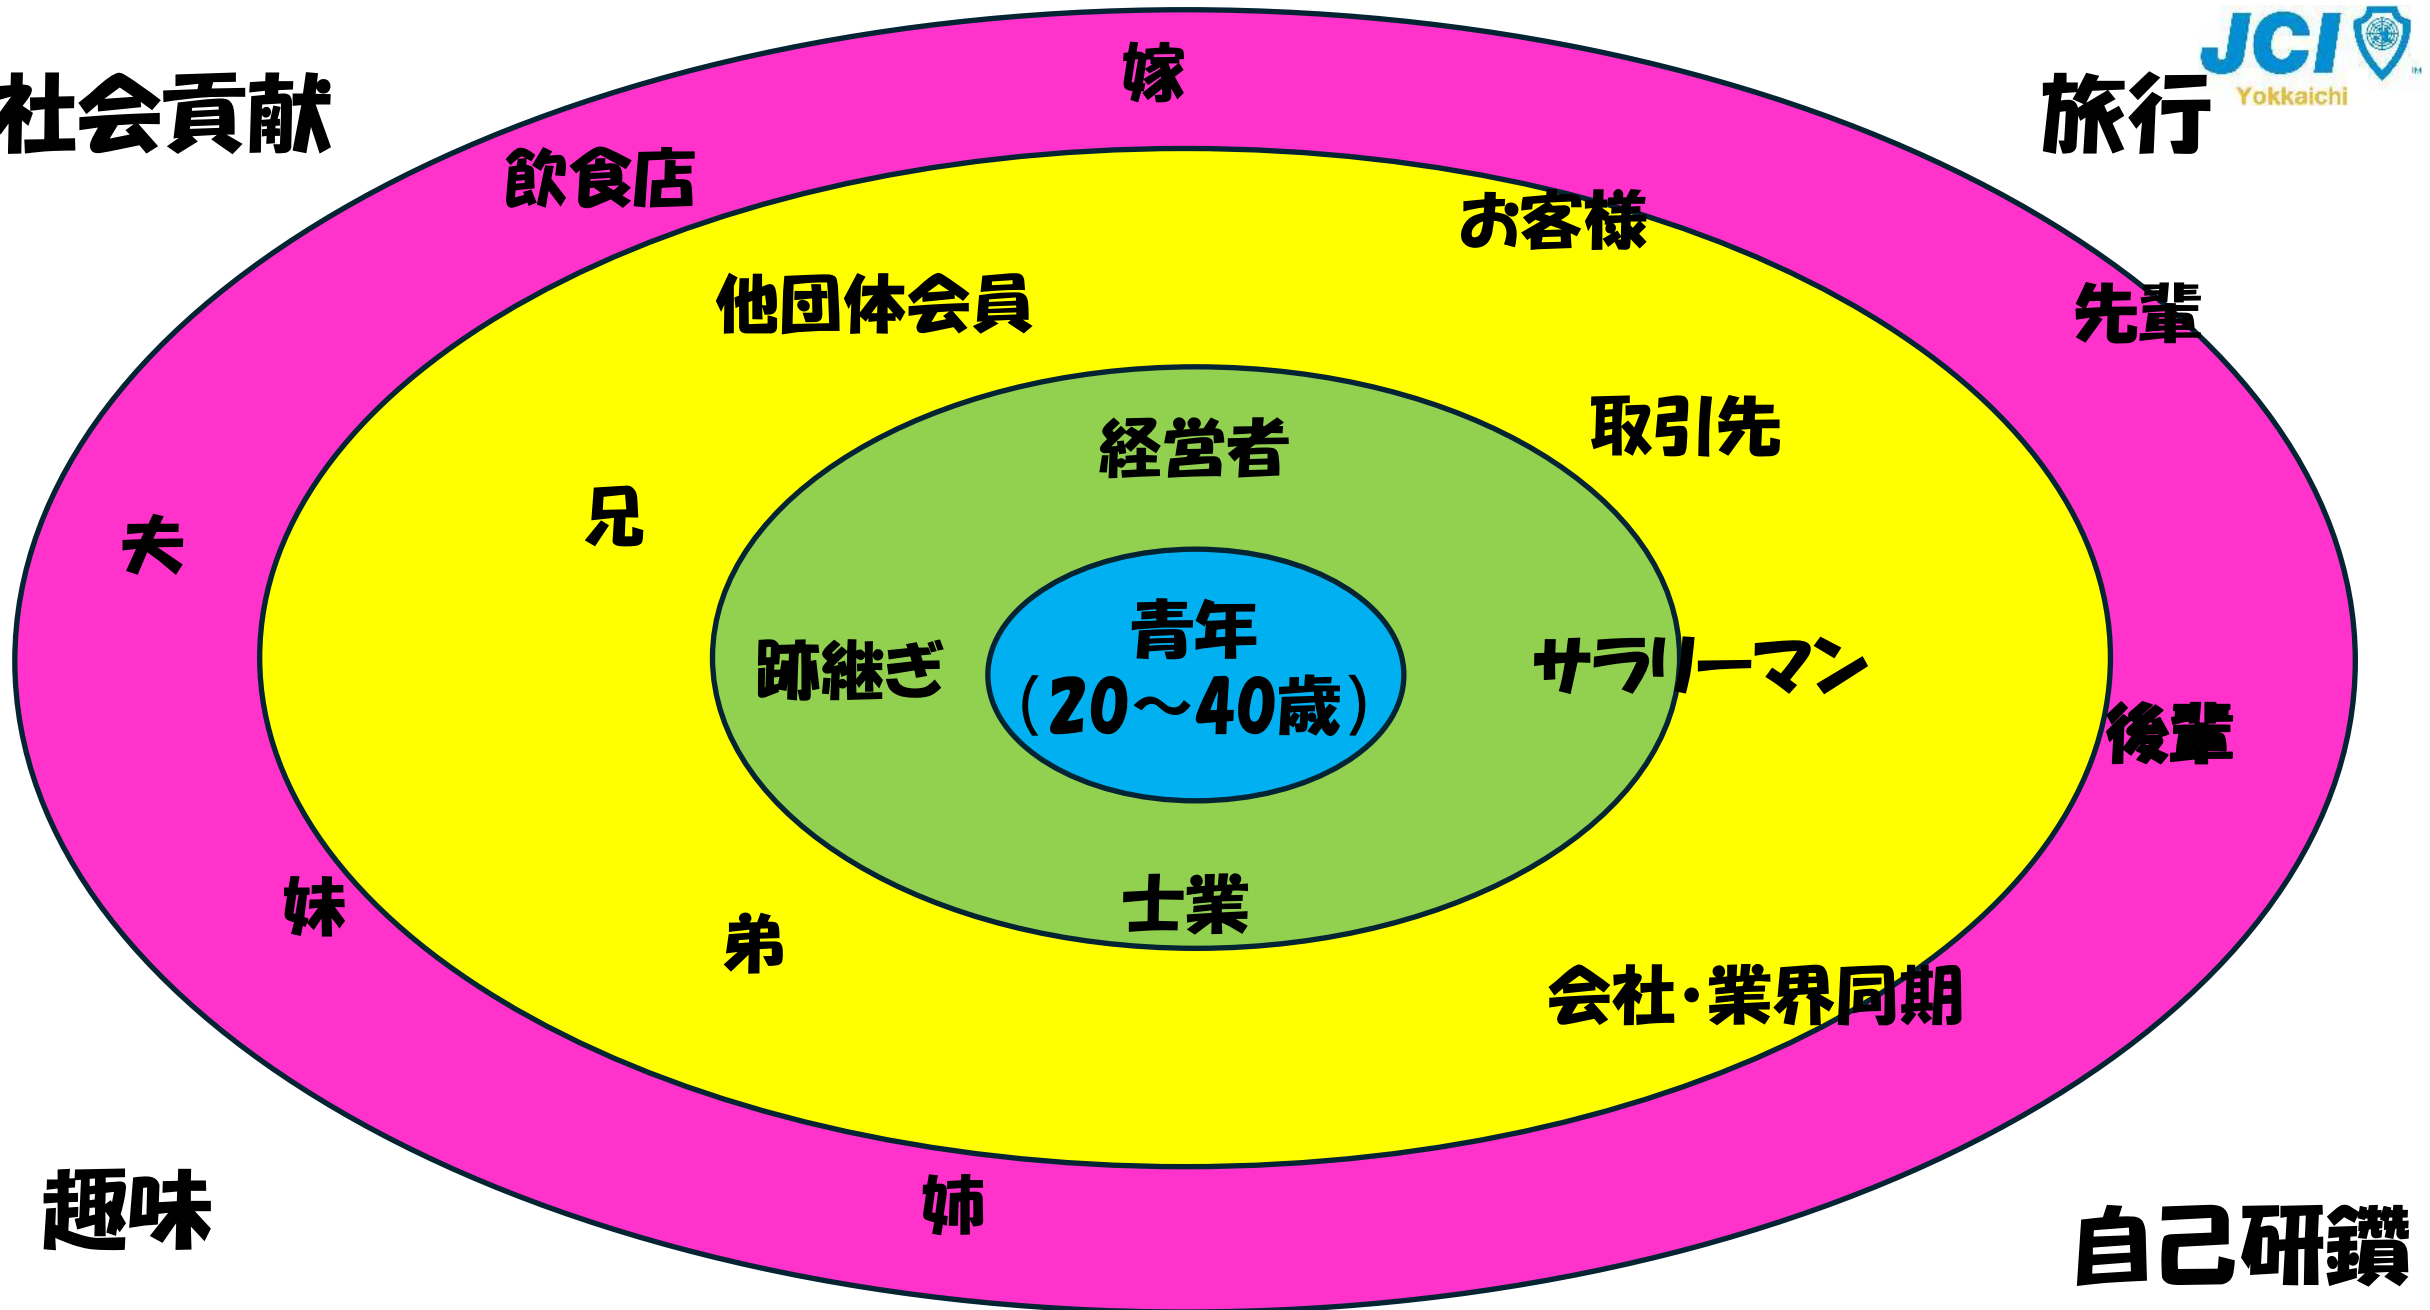 嫁
JCI
Yokkaichi
社会貢献
旅行
飲食店
お客様
他団体会員
先輩
経営者
取引先
兄
夫
青年
（20～40歳）
跡継ぎ
サラリーマン
後輩
妹
士業
弟
会社・業界同期
姉
趣味
自己研鑽